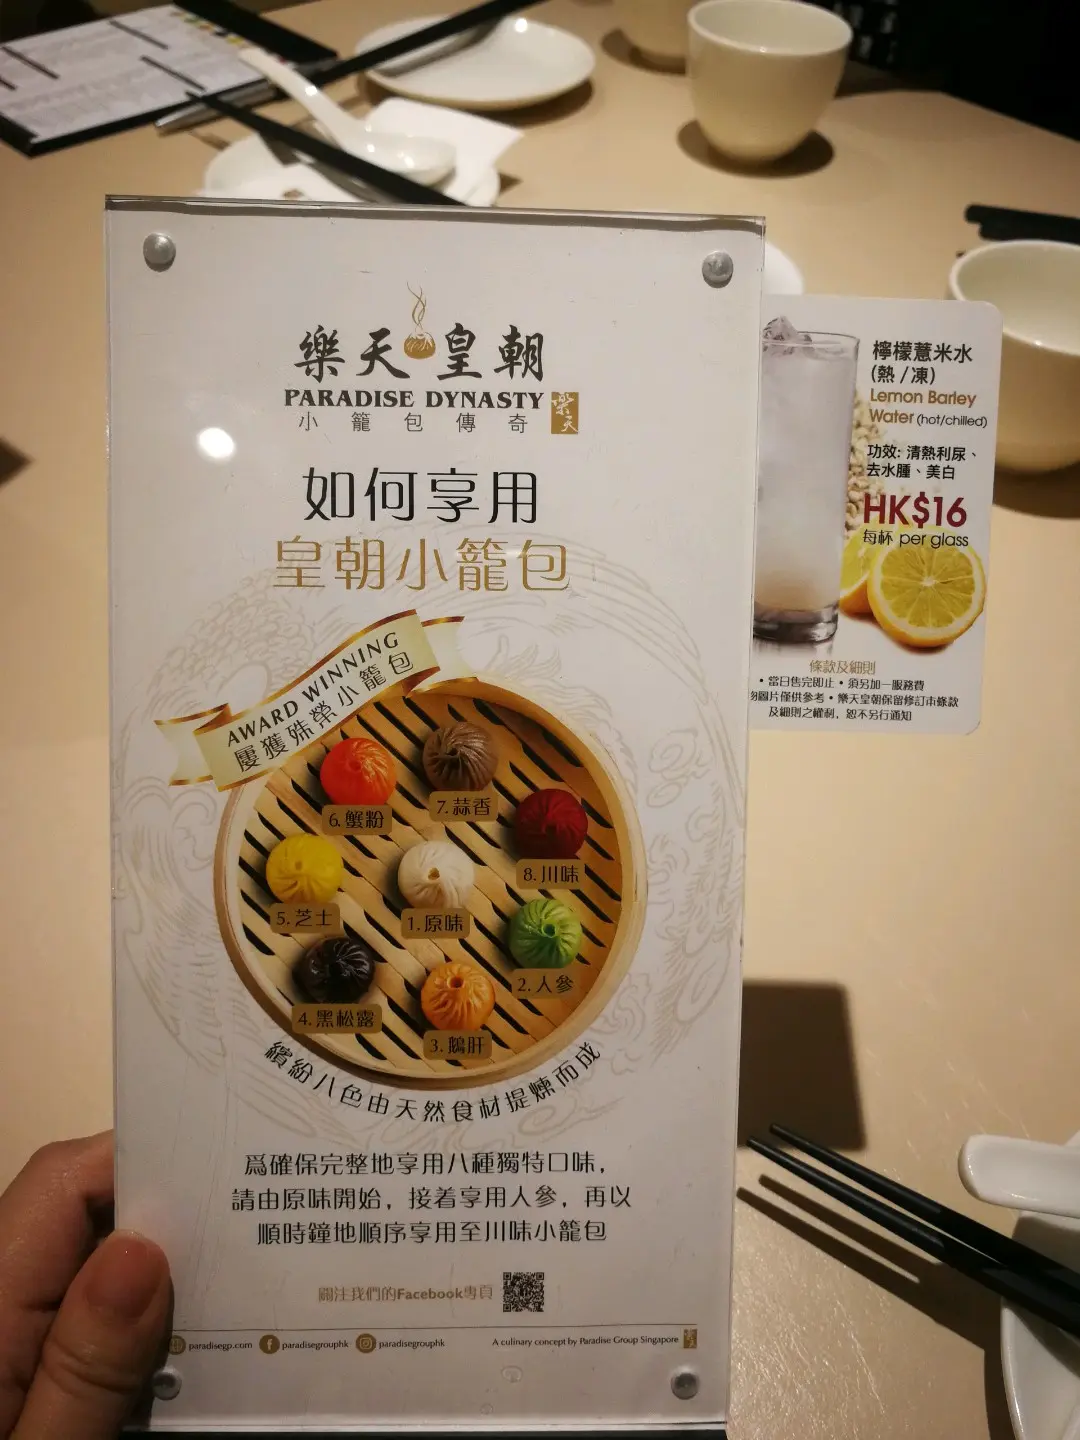 樂天皇朝
PARADISE DYNASTY
小籠包傳奇
樂天
如何享用
皇朝小籠包
AWARD WINNING
屢獲殊榮小籠包
6.蟹粉
7.蒜香
8.川味
5.芝士
1.原味
2.人參
4.黑松露
3.鵝肝
繽紛八色由天然食材提煉而成
爲確保完整地享用八種獨特口味，
請由原味開始，接着享用人參，再以
順時鐘地順序享用至川味小籠包
關注我們的Facebook專頁
paradisegp.com
paradisegrouphk
paradisegrouphk
A culinary concept by Paradise Group Singapore
檸檬薏米水
(熱/凍)
Lemon Barley
Water (hot/chilled)
功效: 清熱利尿、
去水腫、美白
HK$16
每杯 per glass
條款及細則
• 當日售完即止 • 須另加一服務費
圖片僅供參考 • 樂天皇朝保留修訂本條款
及細則之權利，恕不另行通知